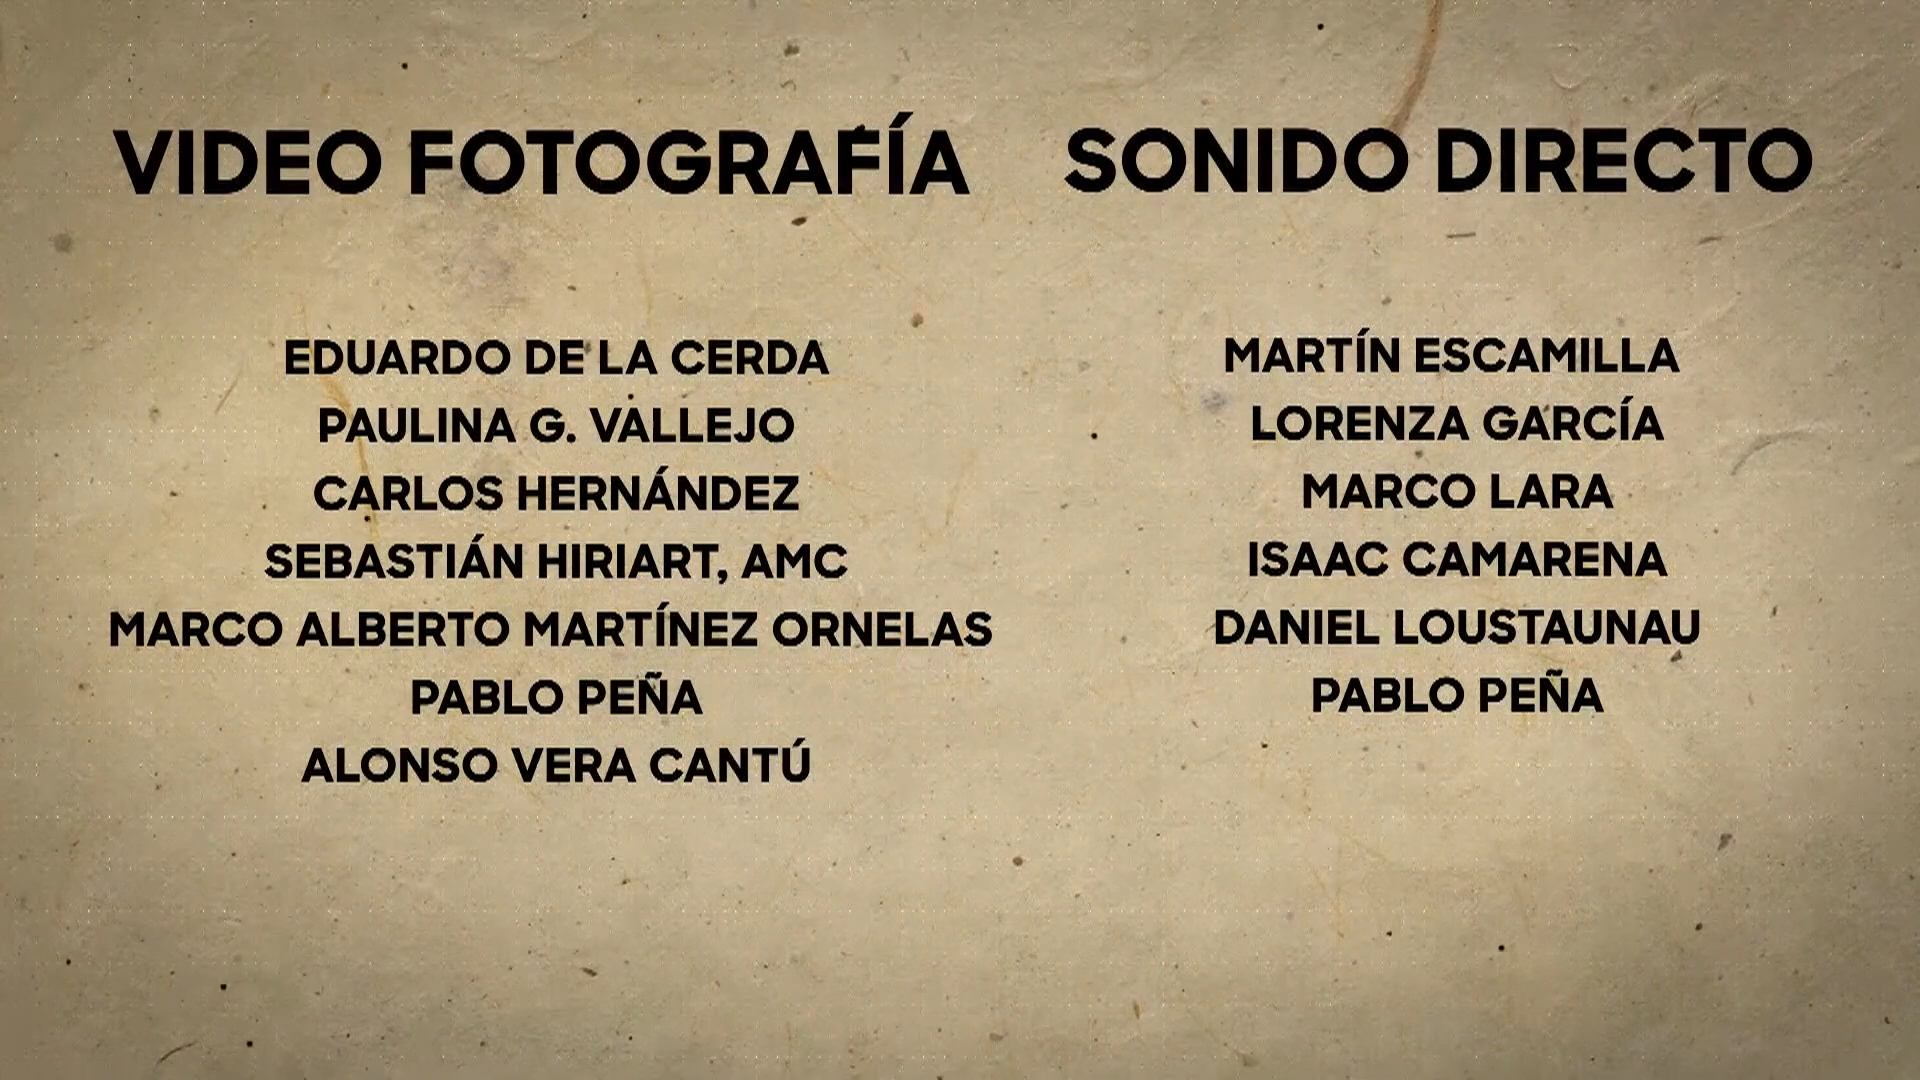 VIDEO FOTOGRAFÍA
EDUARDO DE LA CERDA
PAULINA G. VALLEJO
CARLOS HERNÁNDEZ
SEBASTIÁN HIRIART, AMC
MARCO ALBERTO MARTÍNEZ ORNELAS
PABLO PEÑA
ALONSO VERA CANTÚ
SONIDO DIRECTO
MARTÍN ESCAMILLA
LORENZA GARCÍA
MARCO LARA
ISAAC CAMARENA
DANIEL LOUSTAUNAU
PABLO PEÑA